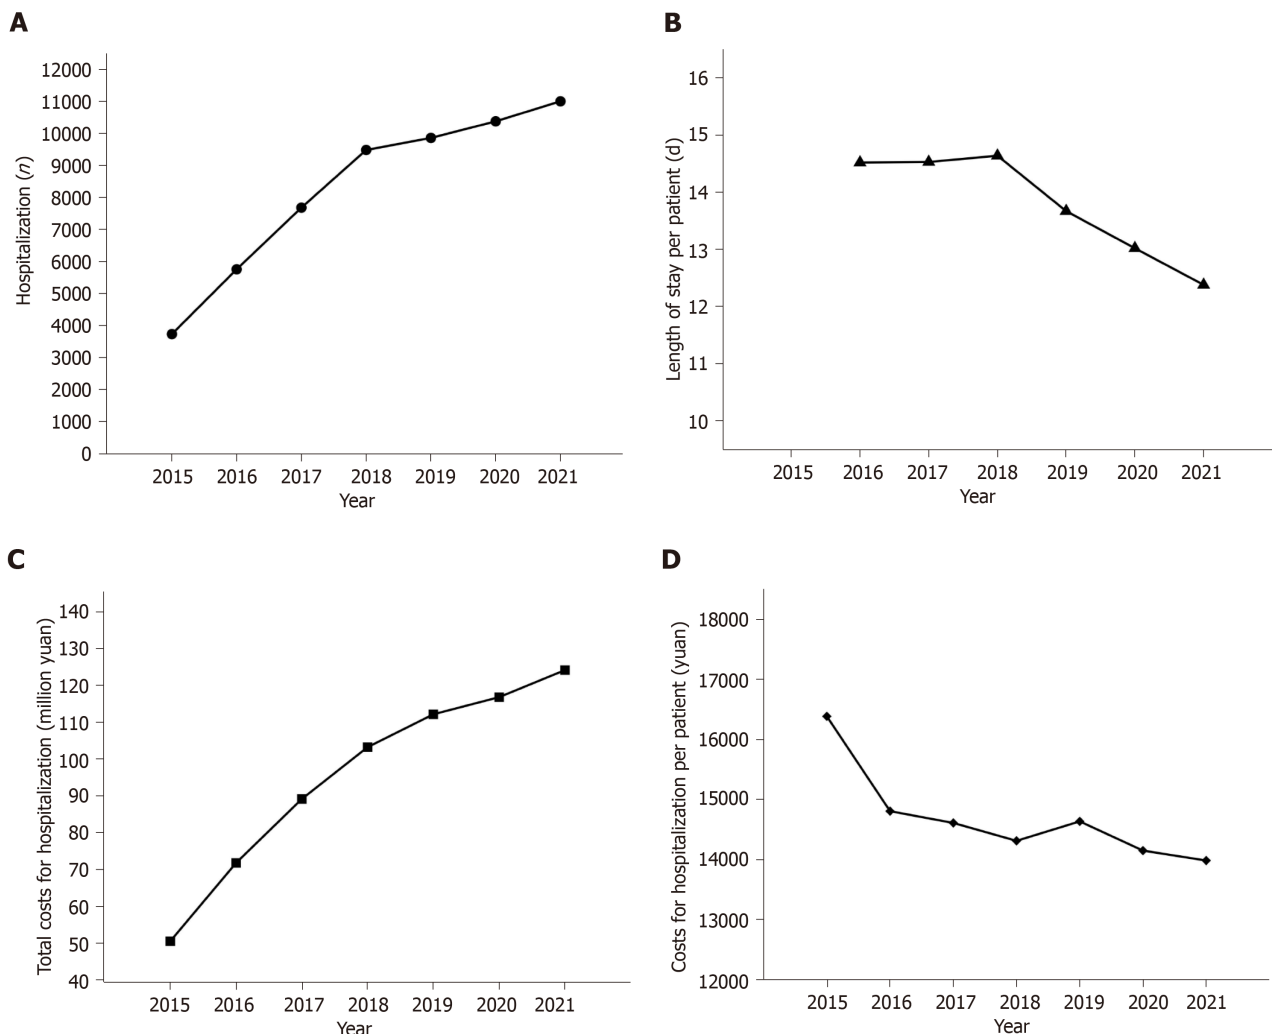 A
Hospitalization (n)
12000
11000
10000
9000
8000
7000
6000
5000
4000
3000
2000
1000
0
2015 2016 2017 2018 2019 2020 2021
Year
B
Length of stay per patient (d)
16
15
14
13
12
11
10
2015 2016 2017 2018 2019 2020 2021
Year
C
Total costs for hospitalization (million yuan)
140
130
120
110
100
90
80
70
60
50
40
2015 2016 2017 2018 2019 2020 2021
Year
D
Costs for hospitalization per patient (yuan)
18000
17000
16000
15000
14000
13000
12000
2015 2016 2017 2018 2019 2020 2021
Year